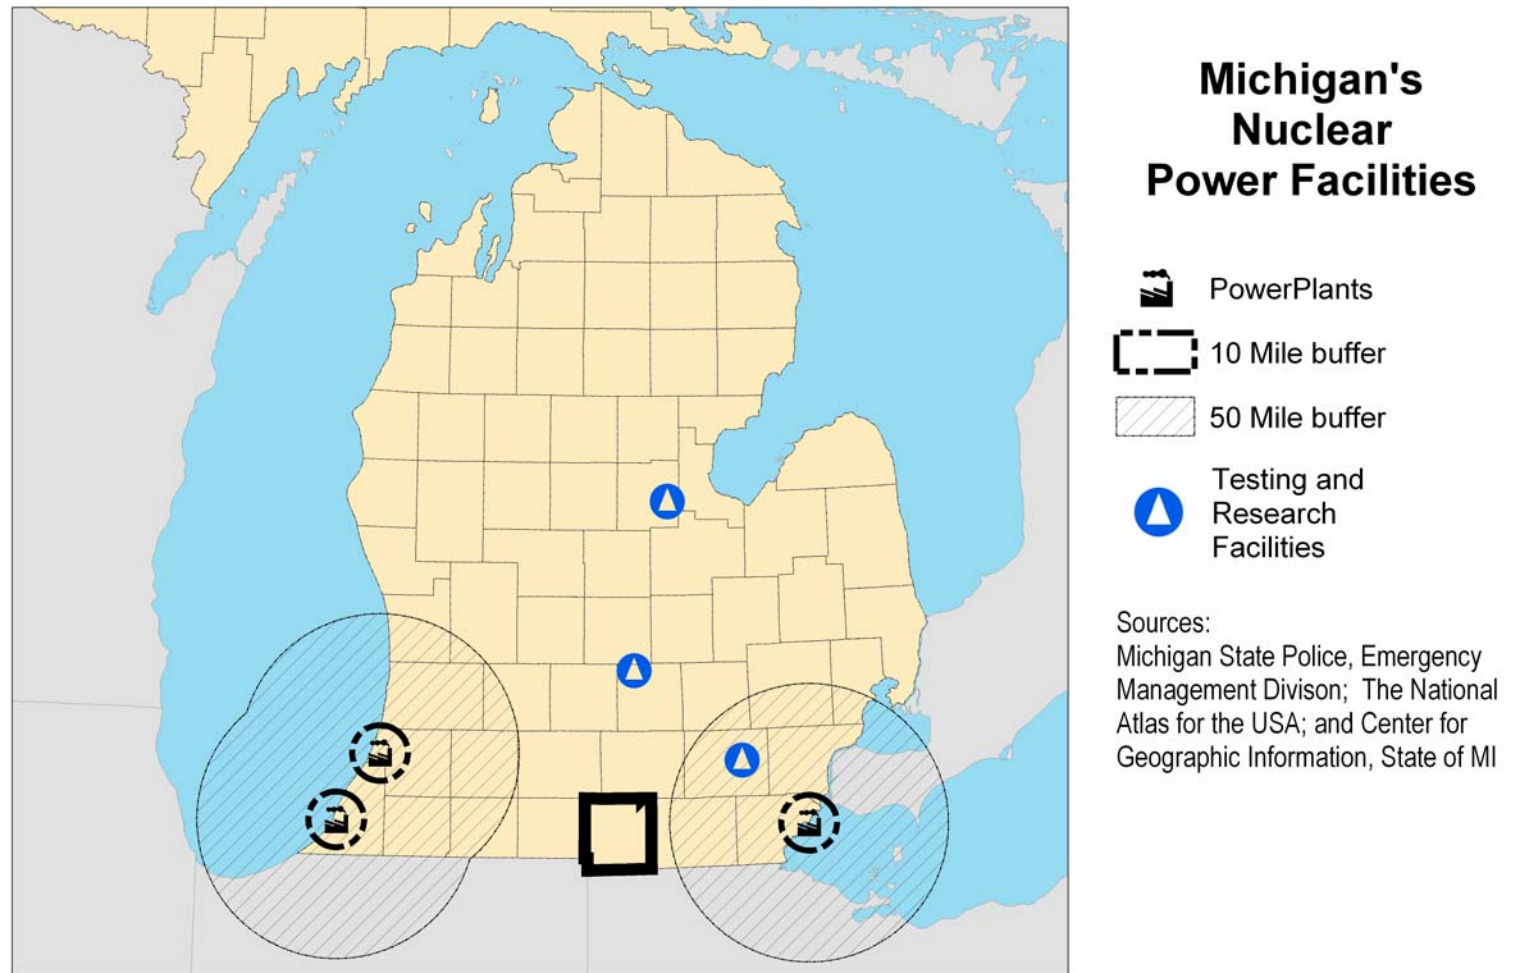 Michigan's
Nuclear
Power Facilities
PowerPlants
10 Mile buffer
50 Mile buffer
Testing and
Research
Facilities
Sources:
Michigan State Police, Emergency
Management Divison; The National
Atlas for the USA; and Center for
Geographic Information, State of MI